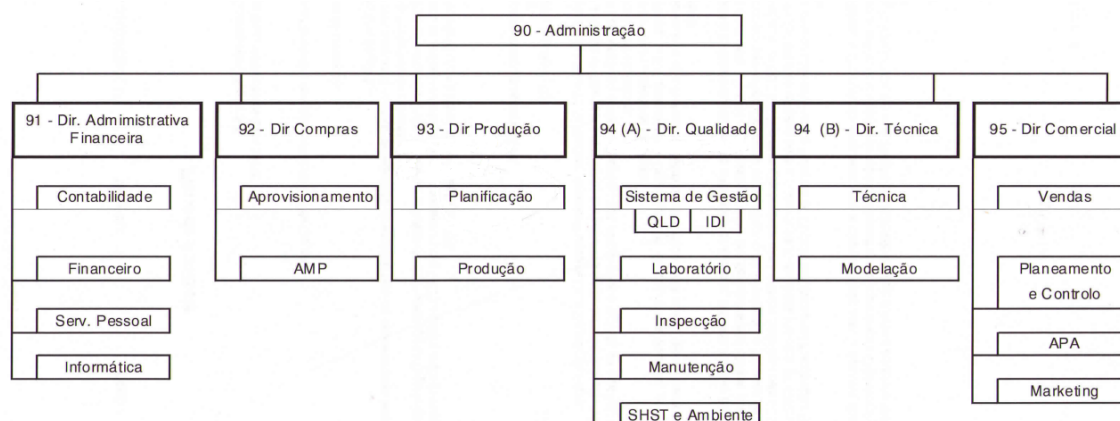 90 - Administração
91 - Dir. Admimistrativa
Financeira
92 - Dir Compras
93 - Dir Produção
94 (A) - Dir. Qualidade
94 (B) - Dir. Técnica
95 - Dir Comercial
Contabilidade
Aprovisionamento
Planificação
Sistema de Gestão
Técnica
Vendas
QLD
IDI
Financeiro
AMP
Produção
Laboratório
Modelação
Planeamento
e Controlo
Serv. Pessoal
Inspecção
APA
Informática
Manutenção
Marketing
SHST e Ambiente